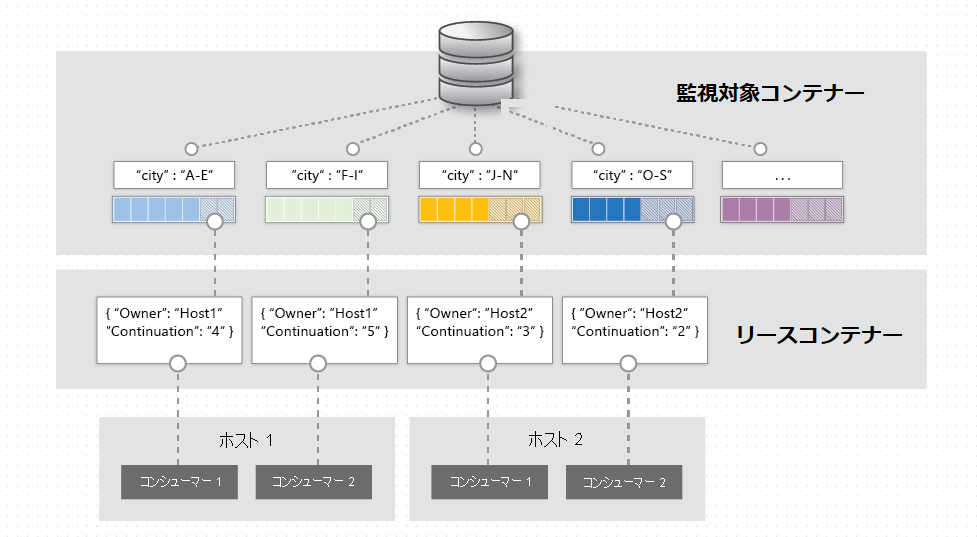 監視対象コンテナー
“city” : “A-E”
“city” : “F-I”
“city” : “J-N”
“city” : “O-S”
...
{ “Owner”: “Host1”
“Continuation”: “4” }
{ “Owner”: “Host1”
“Continuation”: “5” }
{ “Owner”: “Host2”
“Continuation”: “3” }
{ “Owner”: “Host2”
“Continuation”: “2” }
リースコンテナー
ホスト 1
コンシューマー 1
コンシューマー 2
ホスト 2
コンシューマー 1
コンシューマー 2